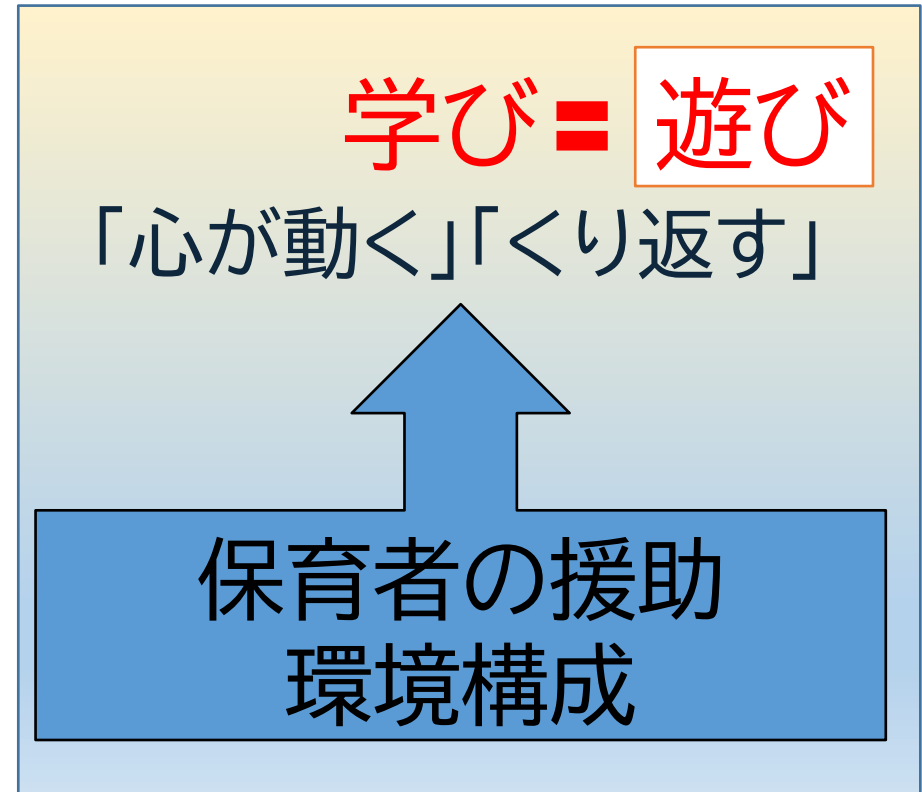 学び＝遊び
「心が動く」「くり返す」
保育者の援助
環境構成